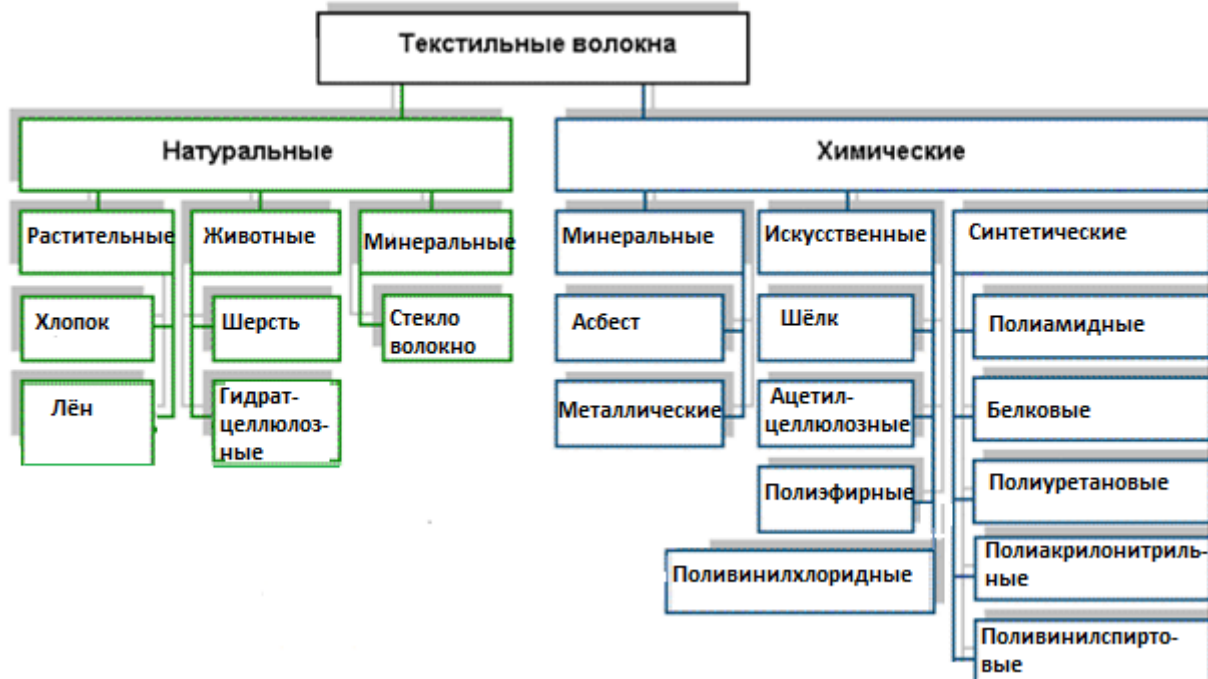 Текстильные волокна
Натуральные
Химические
Растительные
Животные
Минеральные
Минеральные
Искусственные
Синтетические
Хлопок
Шерсть
Стекло
волокно
Асбест
Шёлк
Полиамидные
Лён
Гидрат-
целлюлоз-
ные
Металлические
Ацетил-
целлюлозные
Белковые
Полиэфирные
Полиуретановые
Поливинилхлоридные
Полиакрилонитриль-
ные
Поливинилспирто-
вые